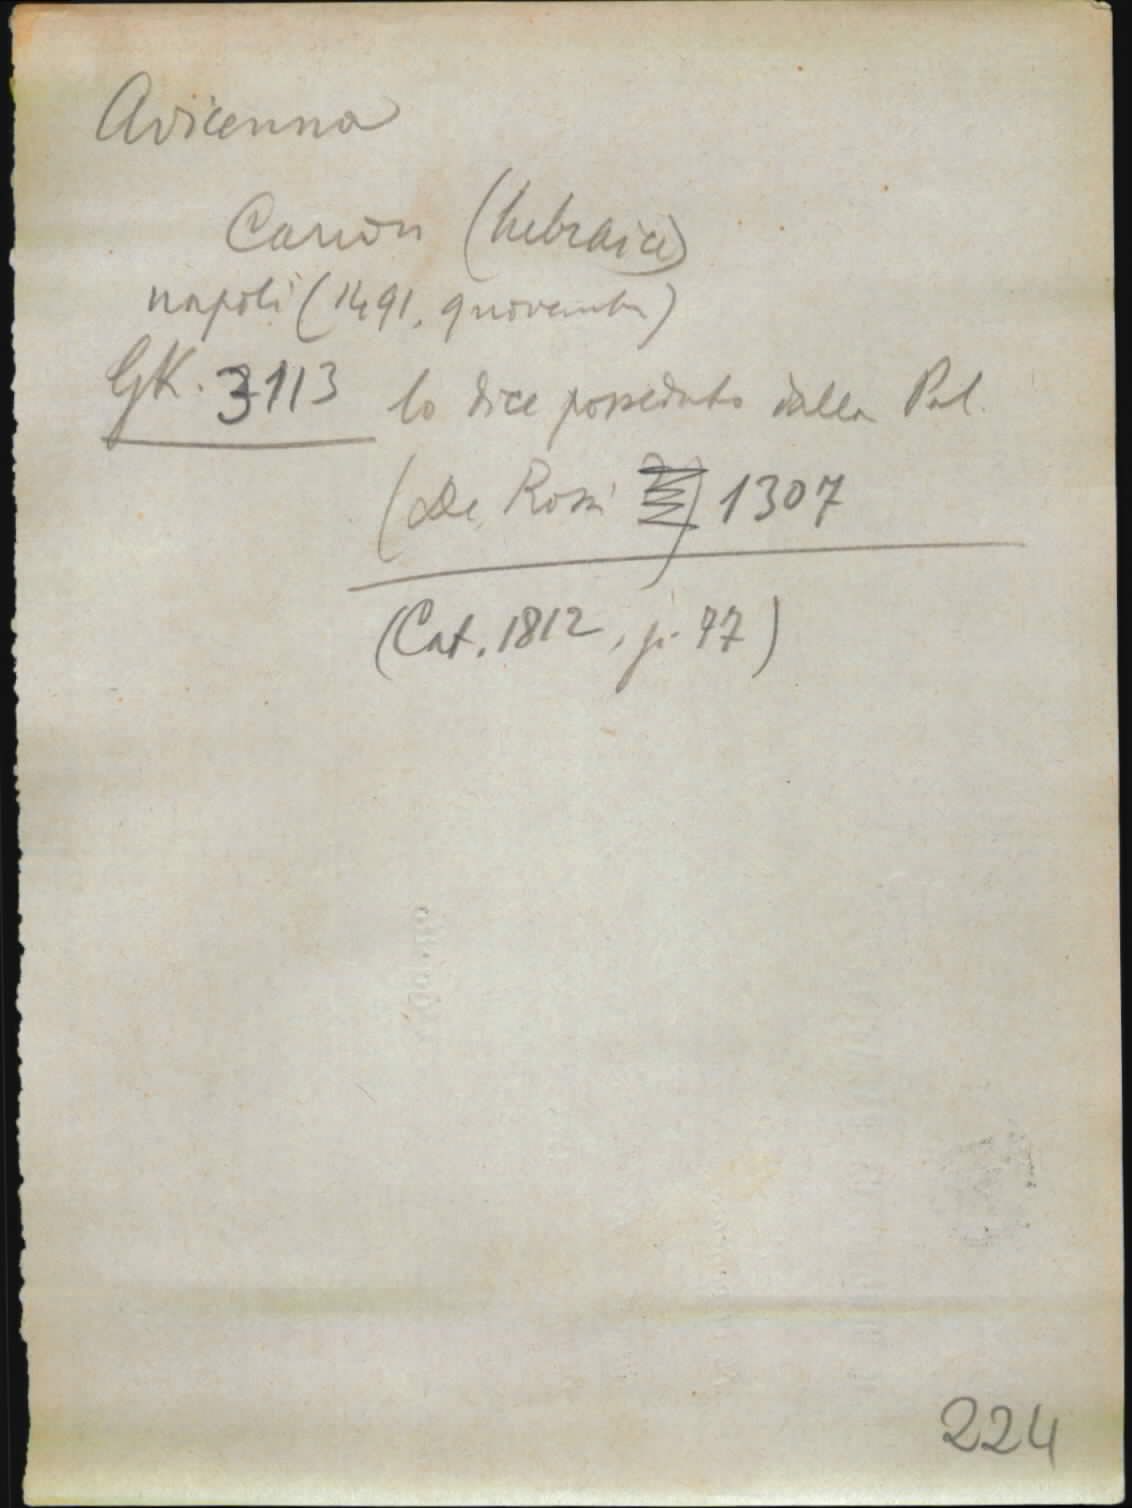 Avicenna
Canon (hebraice)
Napoli (1491, 9 novembre)
GK. 3113 lo dice posseduto dalla Pal.
(De Rossi) 1307
(Cat. 1812, p. 77)
224